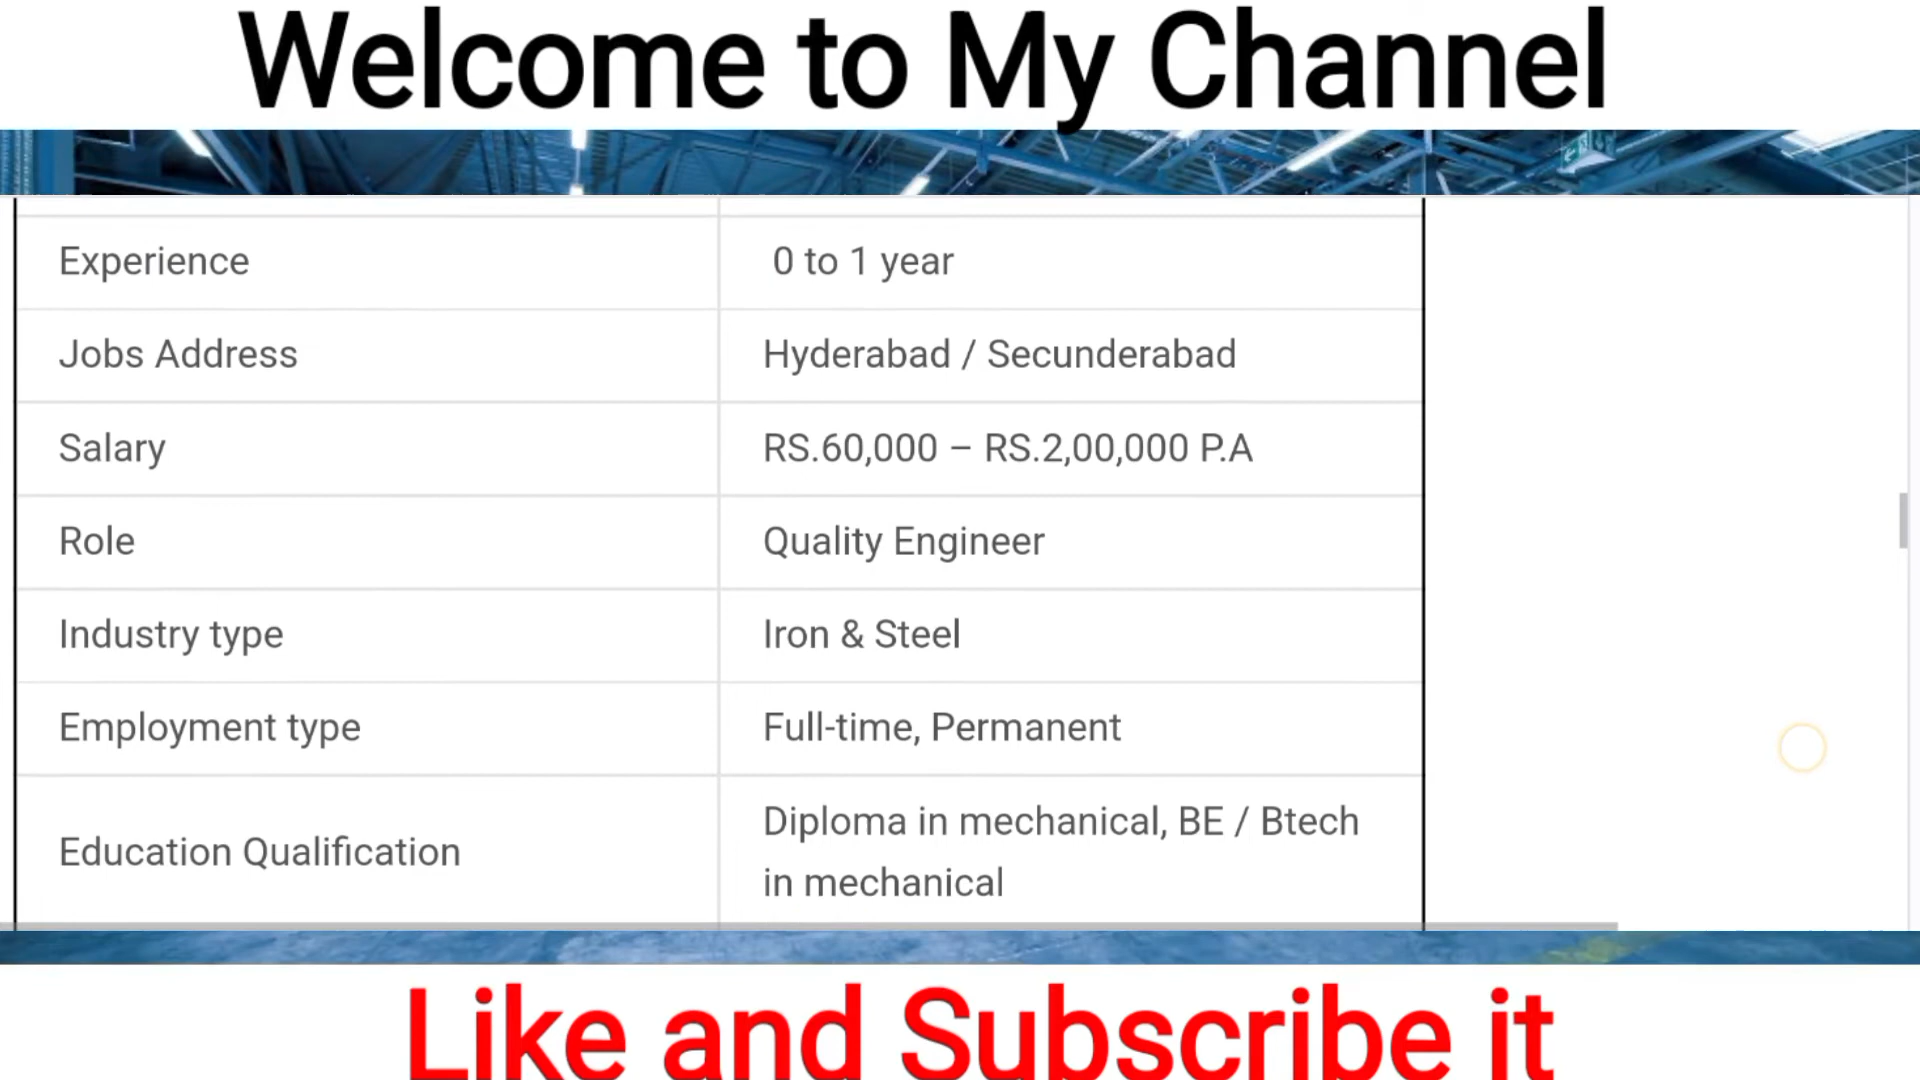 Welcome to My Channel
Experience 0 to 1 year
Jobs Address Hyderabad / Secunderabad
Salary RS.60,000 – RS.2,00,000 P.A
Role Quality Engineer
Industry type Iron & Steel
Employment type Full-time, Permanent
Education Qualification Diploma in mechanical, BE / Btech
in mechanical
Like and Subscribe it